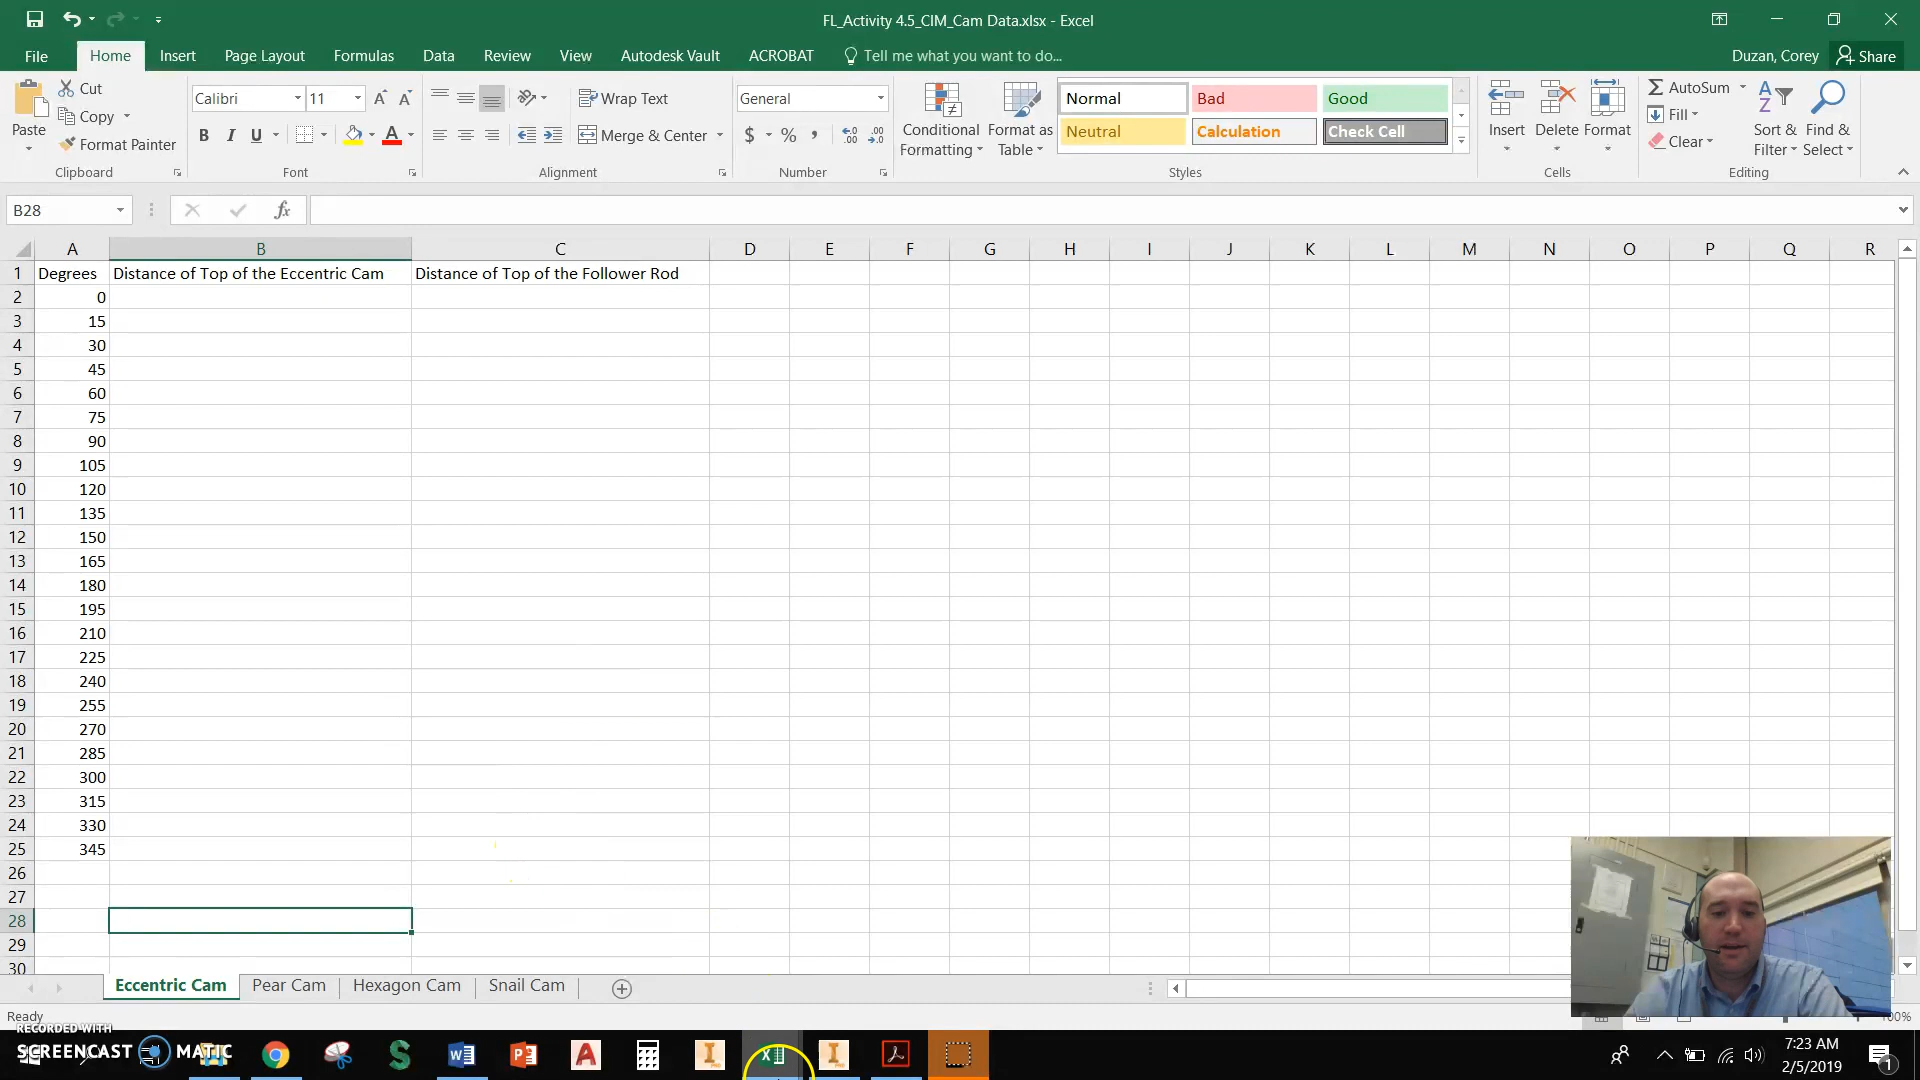 FL_Activity 4.5_CIM_Cam Data.xlsx - Excel
File Home Insert Page Layout Formulas Data Review View Autodesk Vault ACROBAT Tell me what you want to do... Duzan, Corey Share
Paste Cut Copy Format Painter Clipboard
Calibri 11 B I U A Font
Wrap Text Merge & Center Alignment
General $ % , Number
Conditional Formatting Format as Table
Normal Bad Good
Neutral Calculation Check Cell
Styles
Insert Delete Format Cells
AutoSum Fill Clear Sort & Filter Find & Select Editing
B28 fx
A B C D E F G H I J K L M N O P Q R
1 Degrees Distance of Top of the Eccentric Cam Distance of Top of the Follower Rod
2 0
3 15
4 30
5 45
6 60
7 75
8 90
9 105
10 120
11 135
12 150
13 165
14 180
15 195
16 210
17 225
18 240
19 255
20 270
21 285
22 300
23 315
24 330
25 345
26
27
28
29
30
Eccentric Cam Pear Cam Hexagon Cam Snail Cam
Ready 00%
RECORDED WITH
SCREENCAST MATIC
7:23 AM
2/5/2019
1